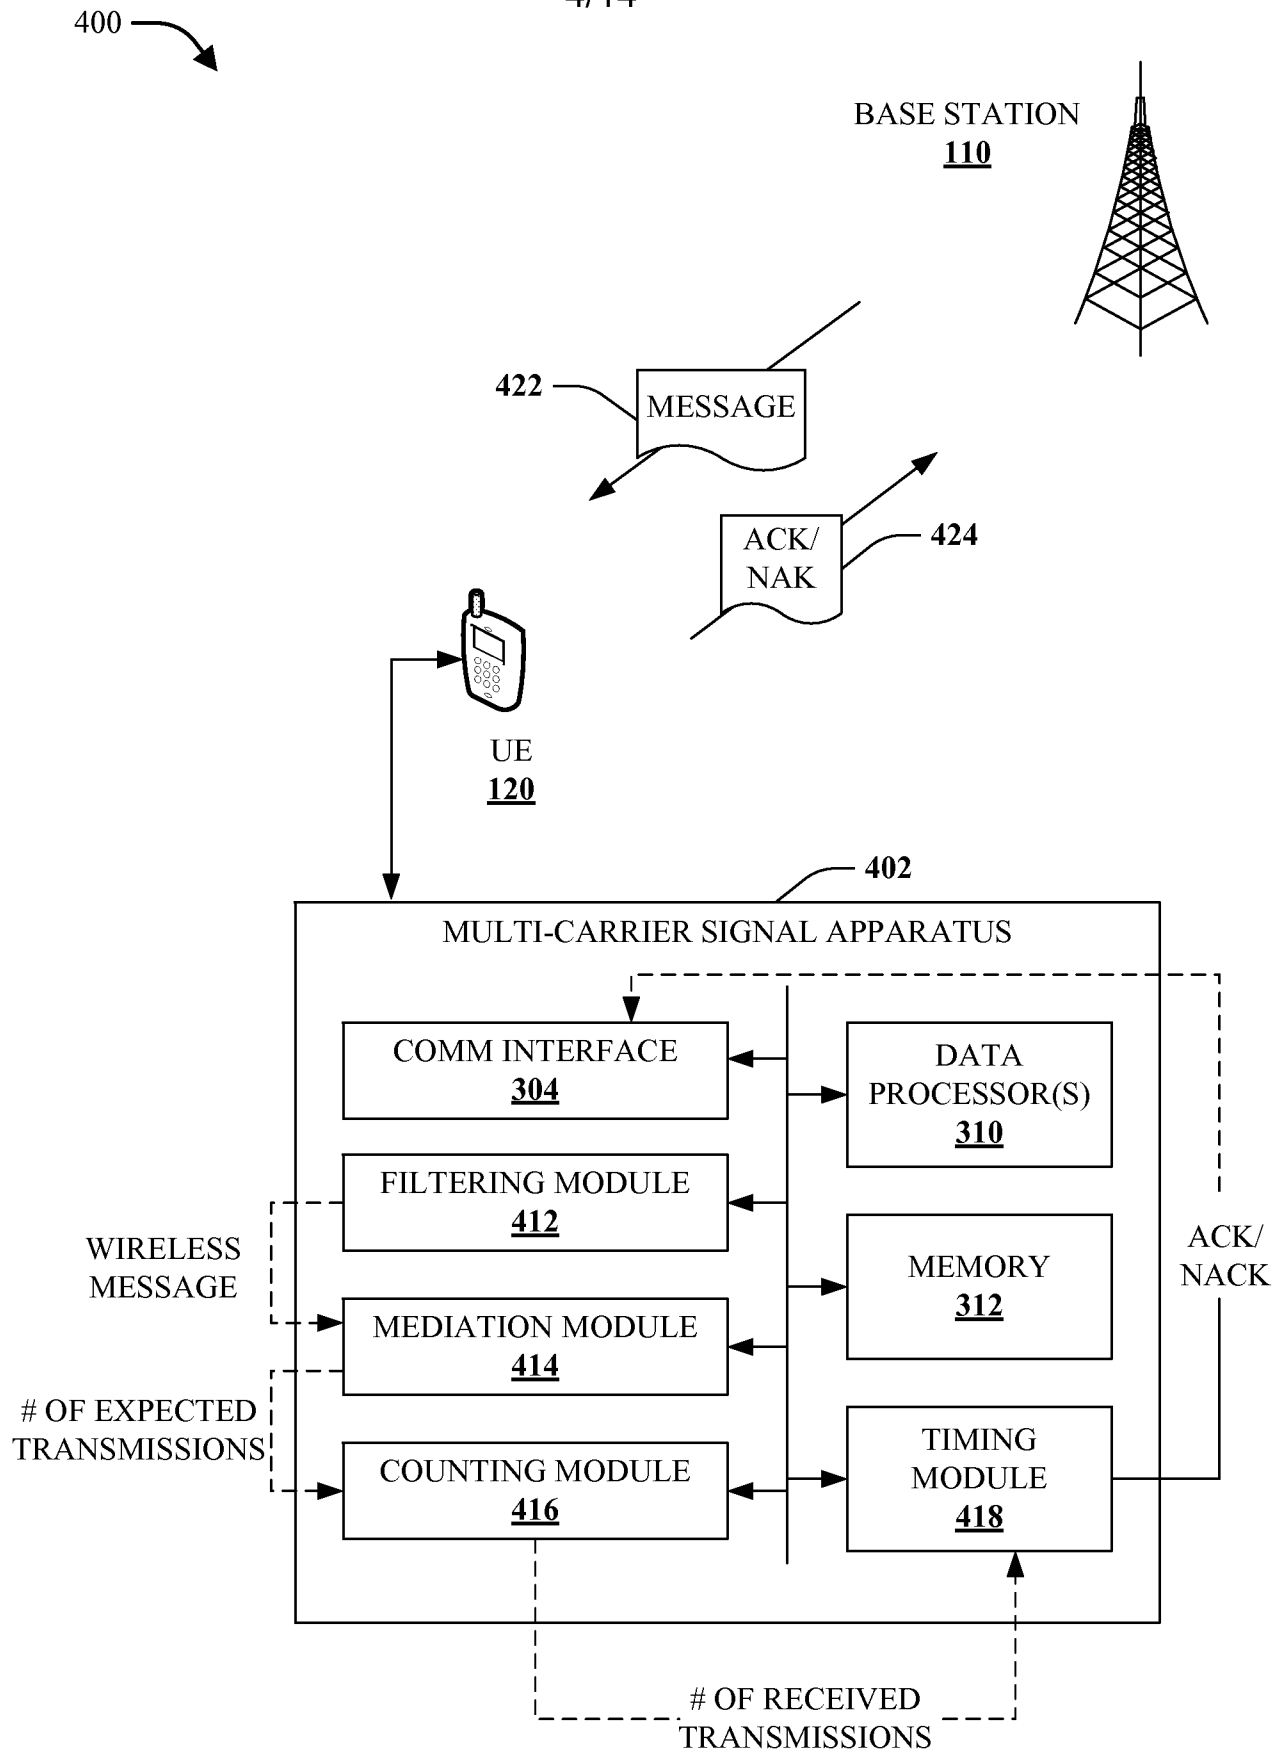 4/14
400
BASE STATION
110
422
MESSAGE
ACK/
NAK
424
UE
120
402
MULTI-CARRIER SIGNAL APPARATUS
COMM INTERFACE
304
DATA
PROCESSOR(S)
310
FILTERING MODULE
412
WIRELESS
MESSAGE
MEMORY
312
ACK/
NACK
MEDIATION MODULE
414
# OF EXPECTED
TRANSMISSIONS
COUNTING MODULE
416
TIMING
MODULE
418
# OF RECEIVED
TRANSMISSIONS